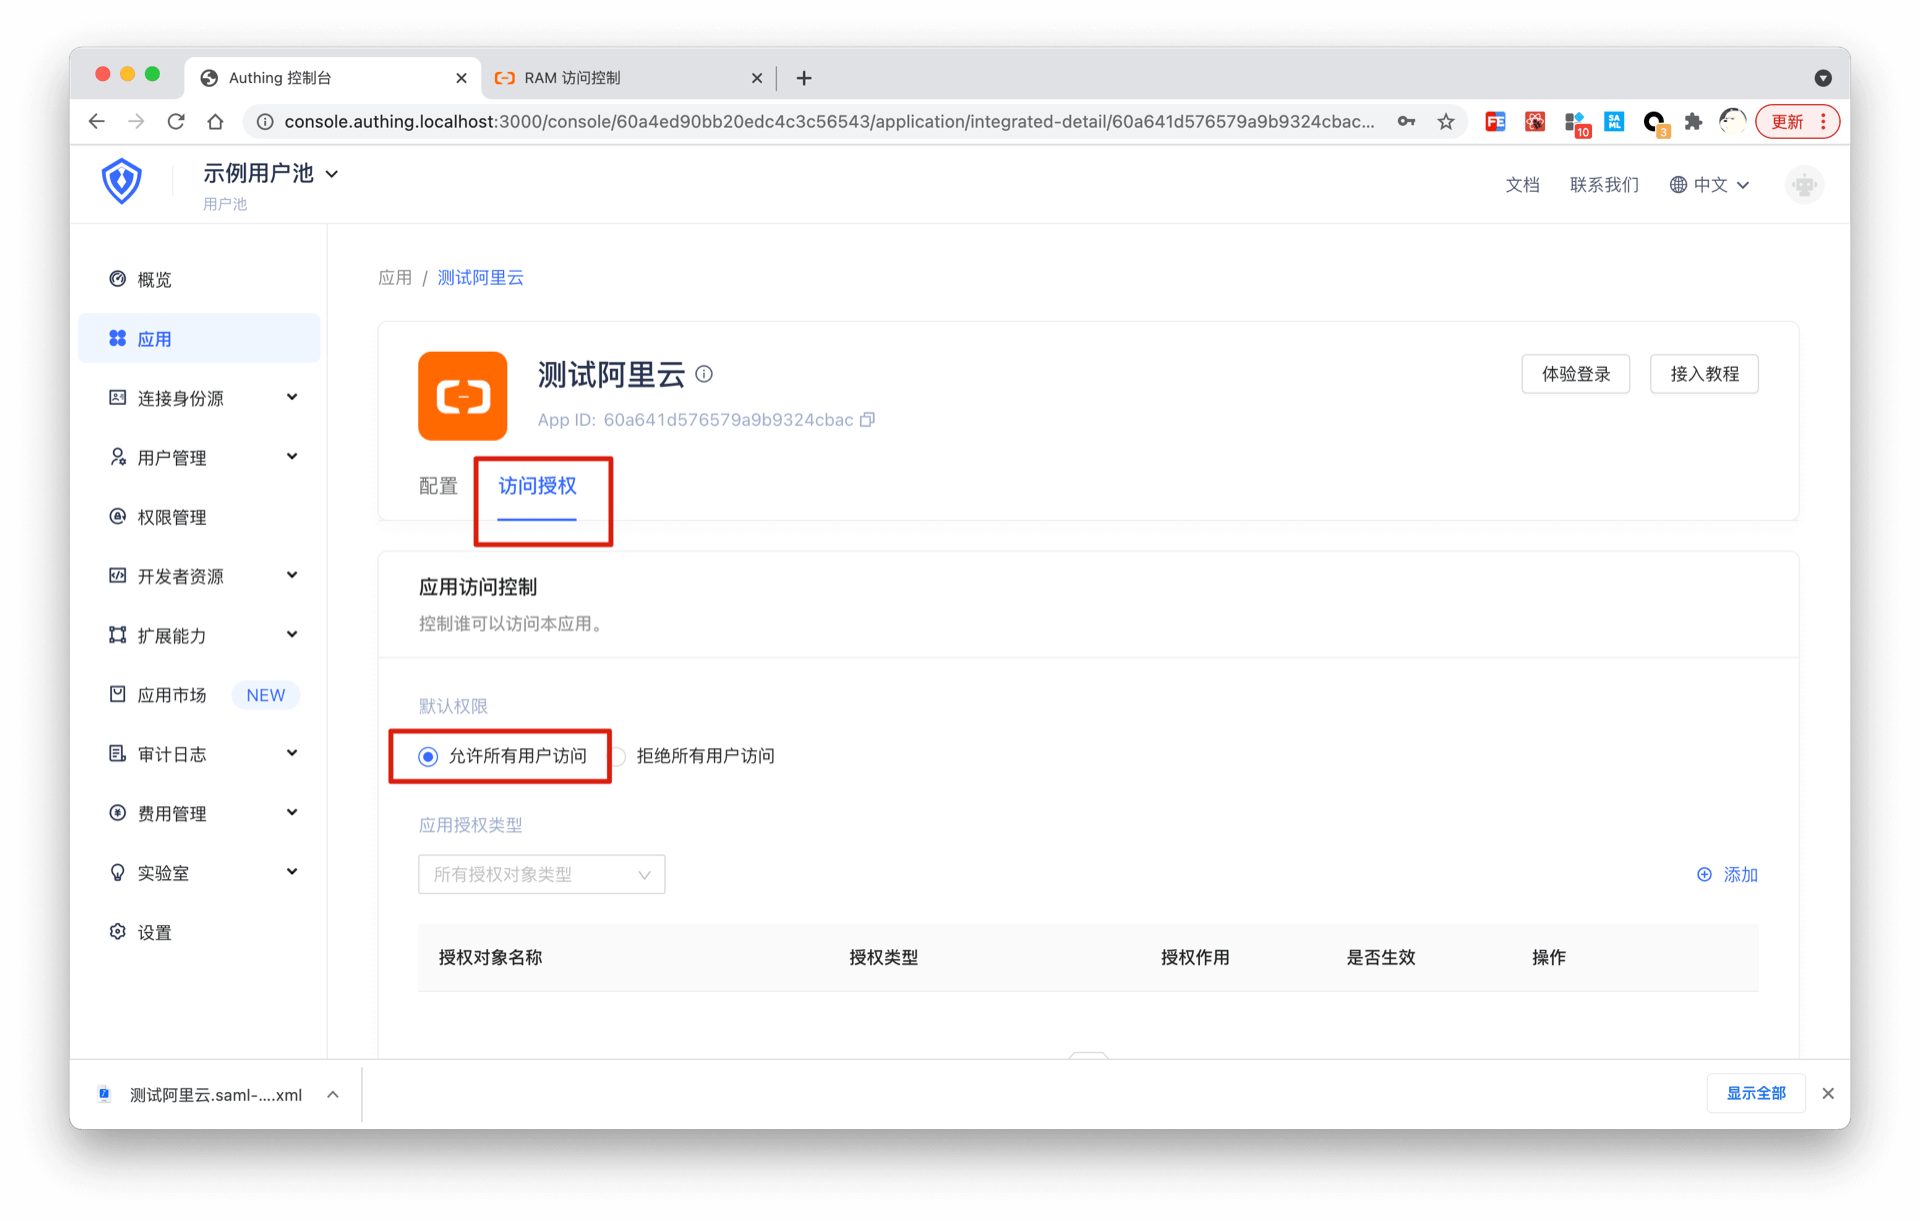 Authing 控制台
RAM 访问控制
console.authing.localhost:3000/console/60a4ed90bb20edc4c3c56543/application/integrated-detail/60a641d576579a9b9324cbac...
FE
10
SA
ML
3
更新
示例用户池
用户池
文档
联系我们
中文
概览
应用
连接身份源
用户管理
权限管理
开发者资源
扩展能力
应用市场
NEW
审计日志
费用管理
实验室
设置
应用 / 测试阿里云
测试阿里云
App ID: 60a641d576579a9b9324cbac
体验登录
接入教程
配置
访问授权
应用访问控制
控制谁可以访问本应用。
默认权限
允许所有用户访问
拒绝所有用户访问
应用授权类型
所有授权对象类型
添加
授权对象名称
授权类型
授权作用
是否生效
操作
测试阿里云.saml-....xml
显示全部